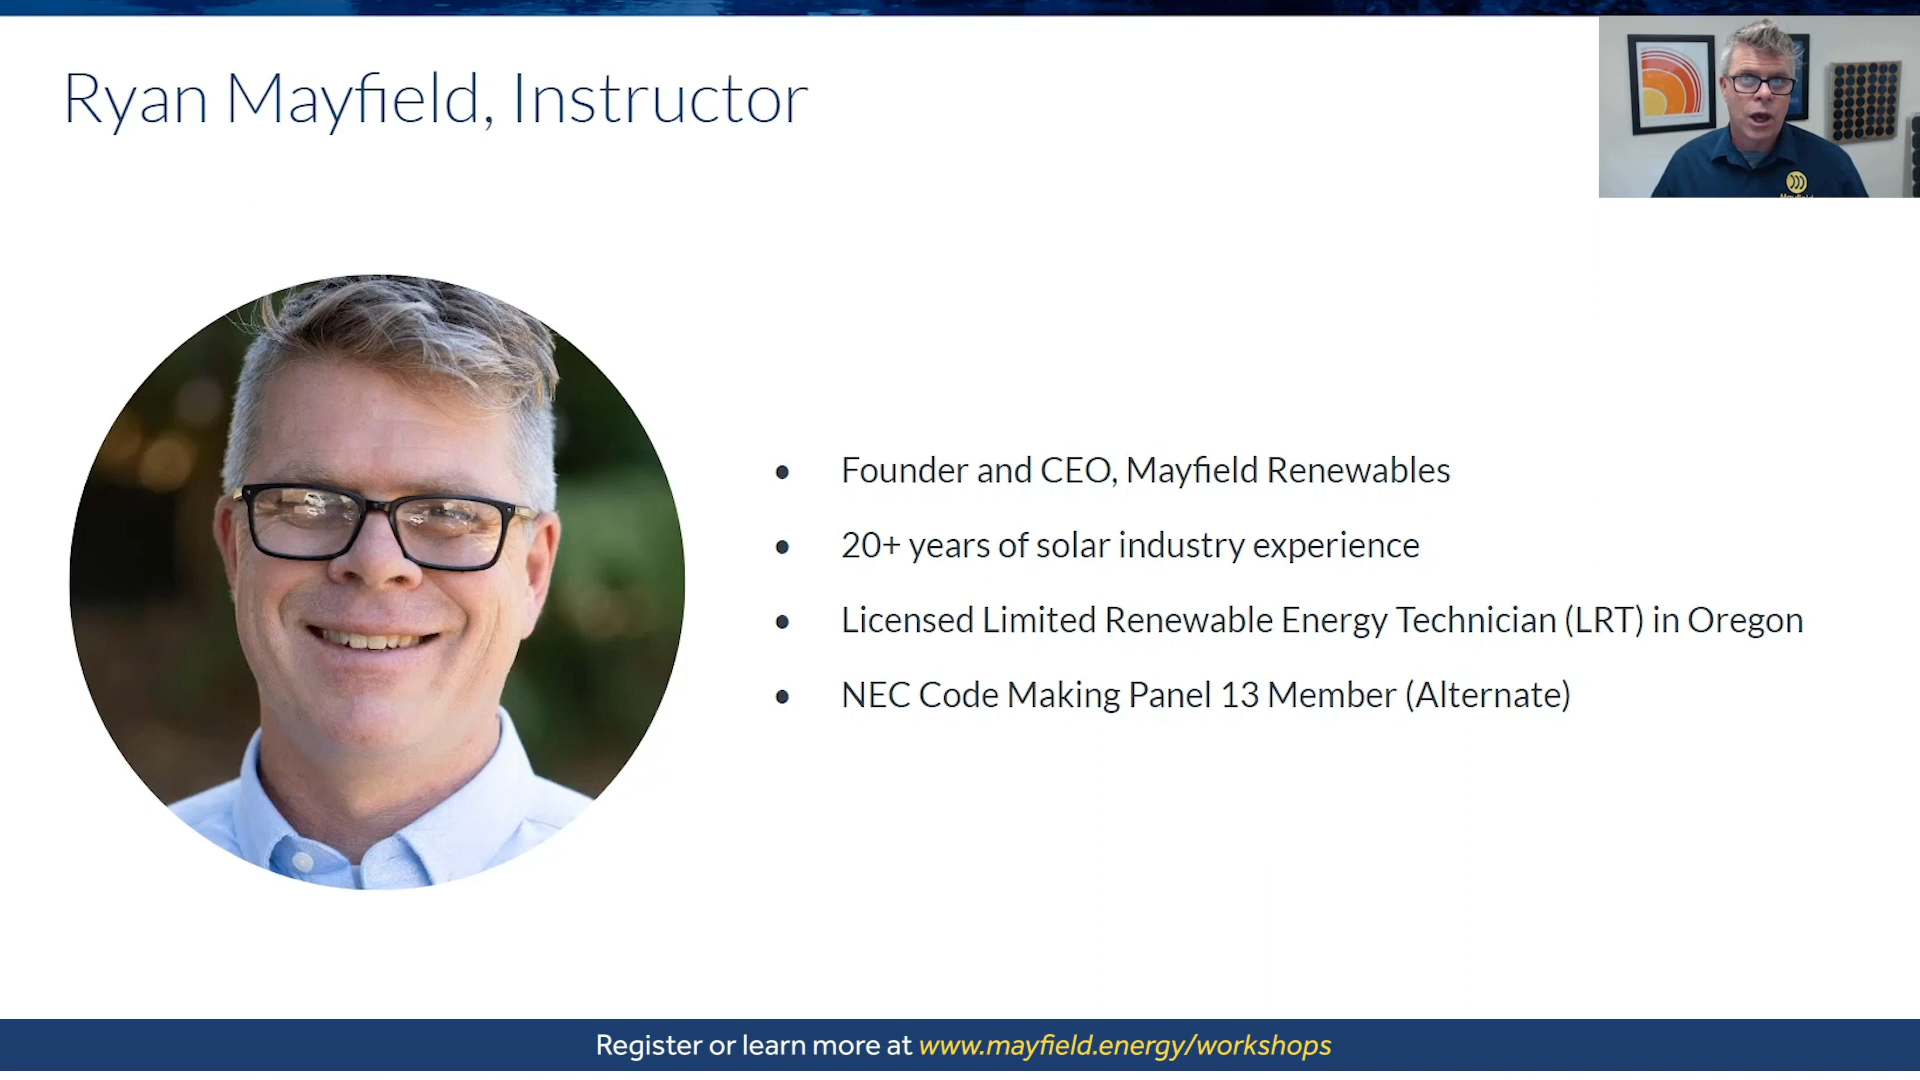 Ryan Mayfield, Instructor
• Founder and CEO, Mayfield Renewables
• 20+ years of solar industry experience
• Licensed Limited Renewable Energy Technician (LRT) in Oregon
• NEC Code Making Panel 13 Member (Alternate)
Register or learn more at www.mayfield.energy/workshops